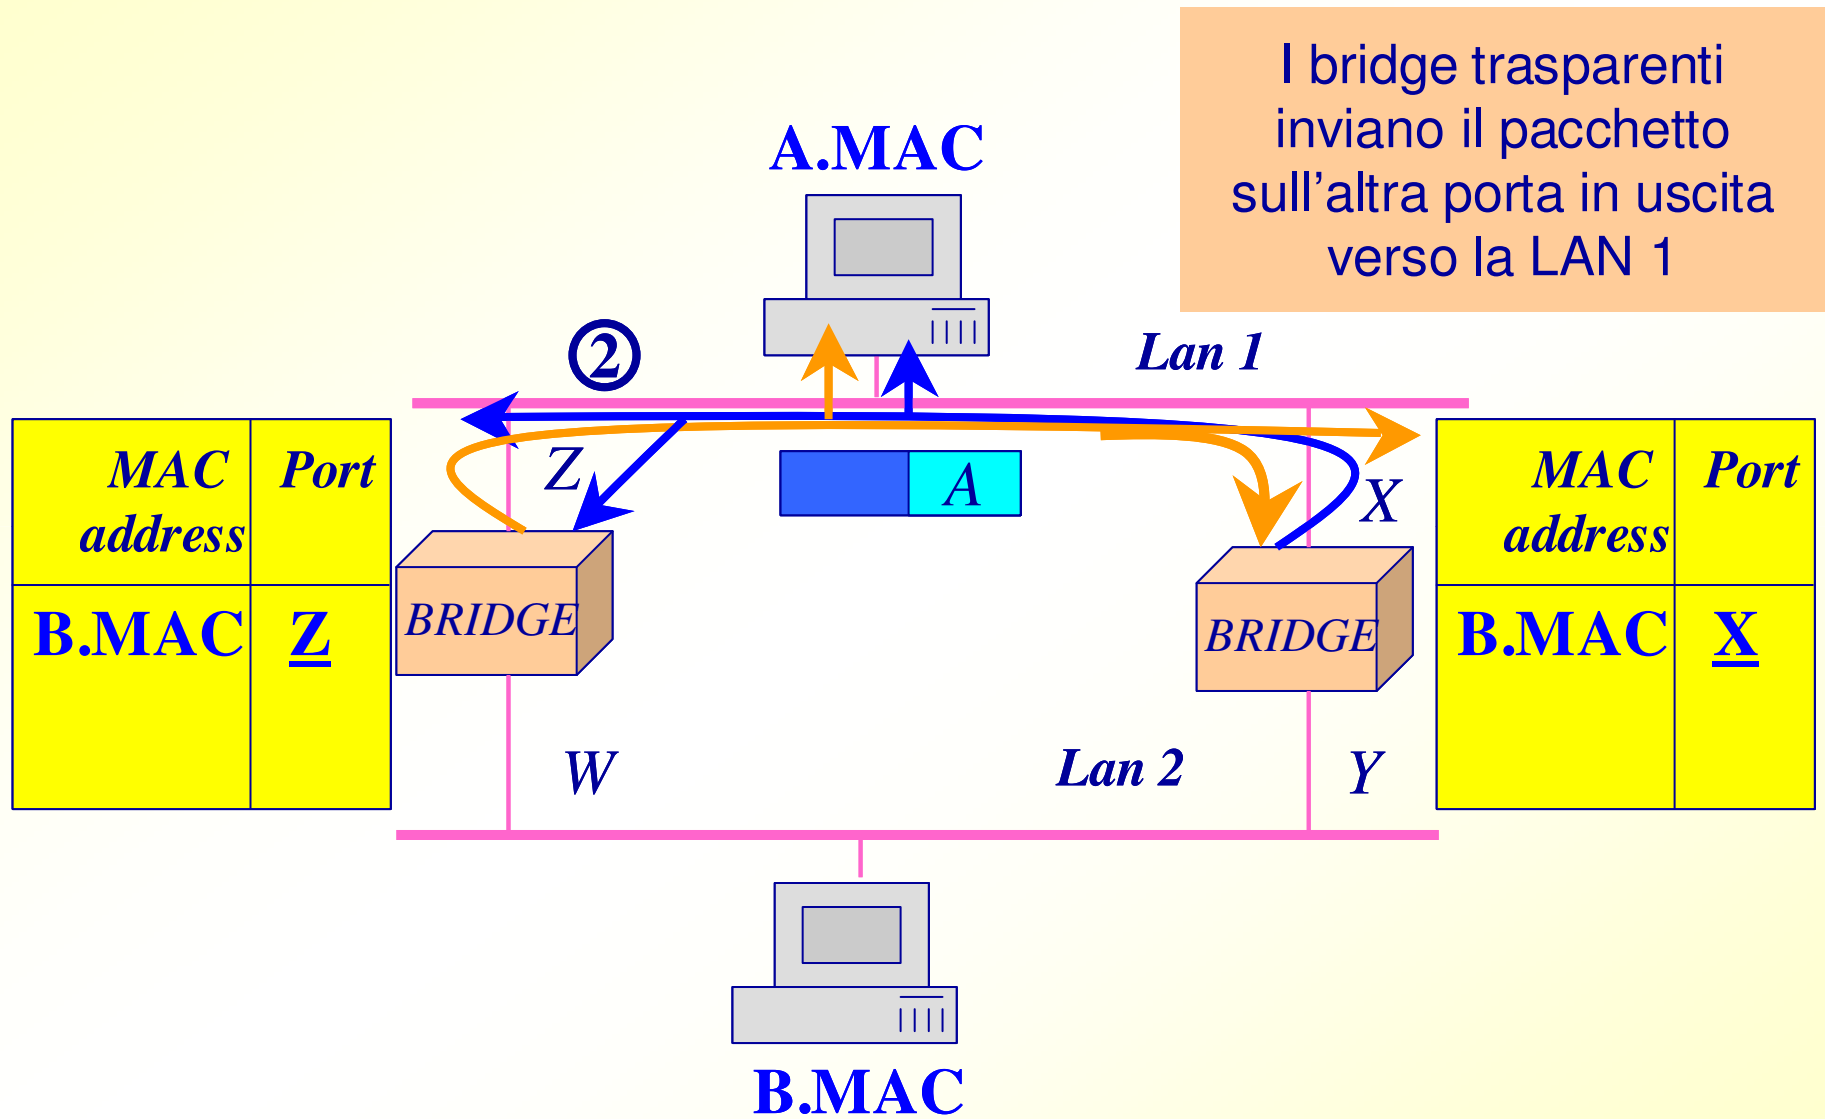 I bridge trasparenti
inviano il pacchetto
sull’altra porta in uscita
verso la LAN 1
A.MAC
2
Lan 1
MAC Port
address
B.MAC Z
Z
A
X
MAC Port
address
B.MAC X
BRIDGE
BRIDGE
W
Lan 2
Y
B.MAC